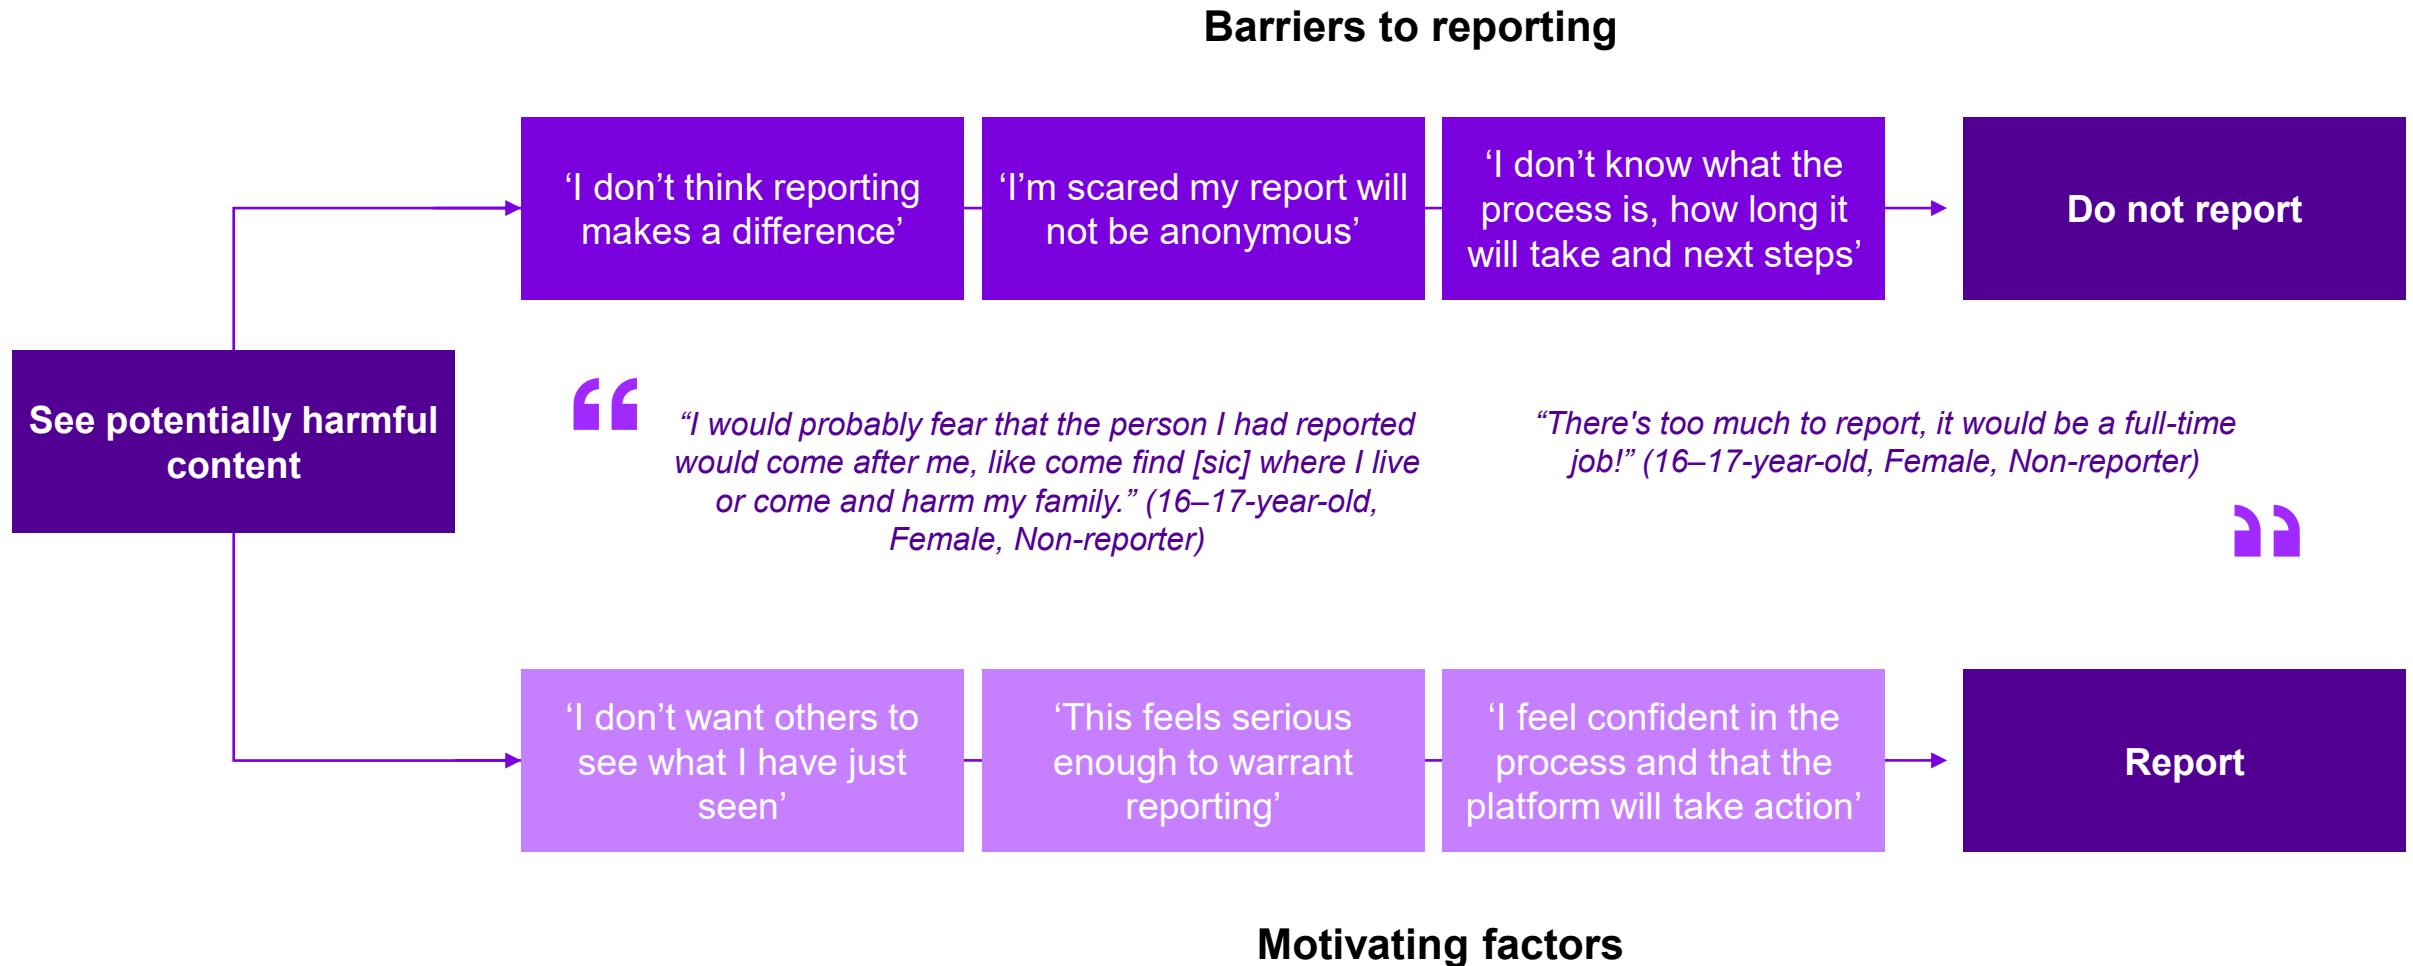 Barriers to reporting
‘I don’t think reporting
makes a difference’
‘I’m scared my report will
not be anonymous’
‘I don’t know what the
process is, how long it
will take and next steps’
Do not report
See potentially harmful
content
“I would probably fear that the person I had reported
would come after me, like come find [sic] where I live
or come and harm my family.” (16–17-year-old,
Female, Non-reporter)
“There's too much to report, it would be a full-time
job!” (16–17-year-old, Female, Non-reporter)
‘I don’t want others to
see what I have just
seen’
‘This feels serious
enough to warrant
reporting’
‘I feel confident in the
process and that the
platform will take action’
Report
Motivating factors